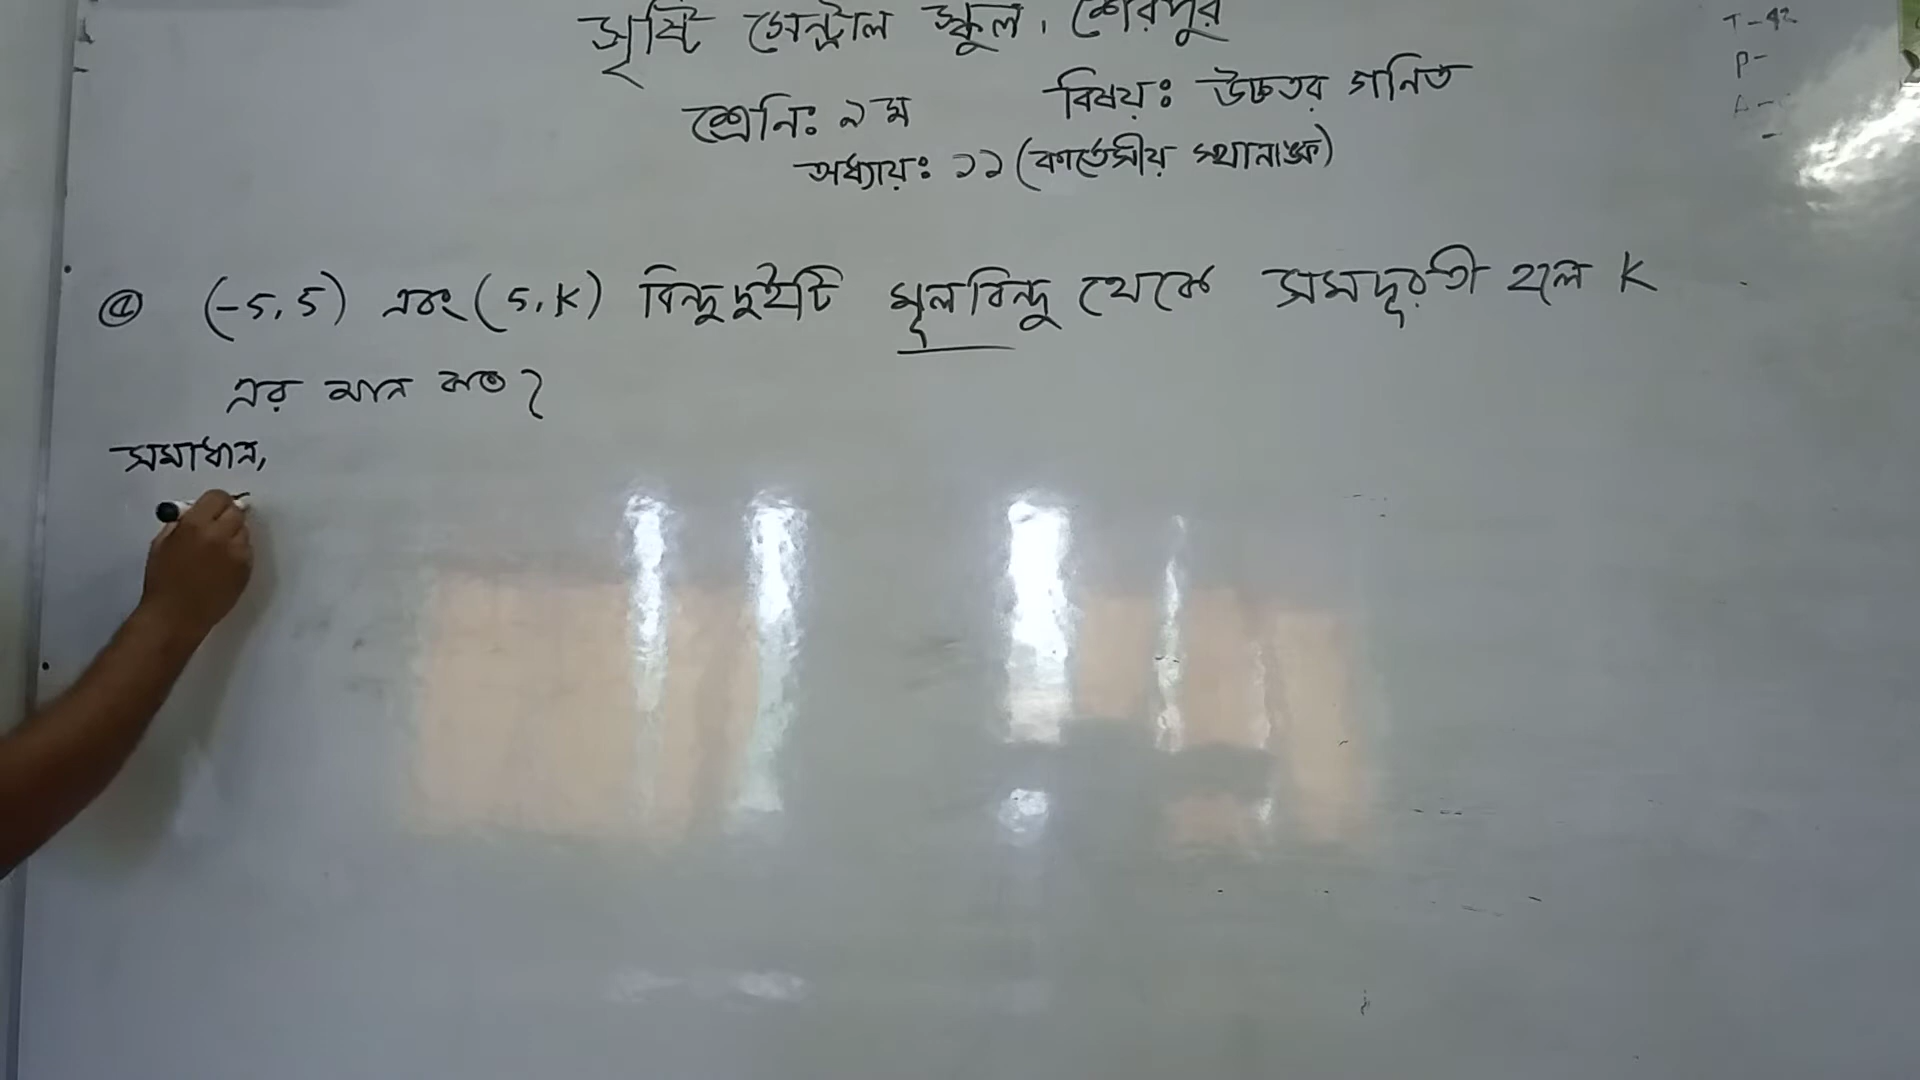 সৃষ্টি সেন্ট্রাল স্কুল, শেরপুর
শ্রেনিঃ ৯ম বিষয়ঃ উচ্চতর গনিত
অধ্যায়ঃ ১১ (কার্তেসীয় স্থানাঙ্ক)
T-42
P-
A-
@ (-5, 5) এবং (5, K) বিন্দু দুইটি মূলবিন্দু থেকে সমদূরবর্তী হলে K
এর মান কত?
সমাধান,